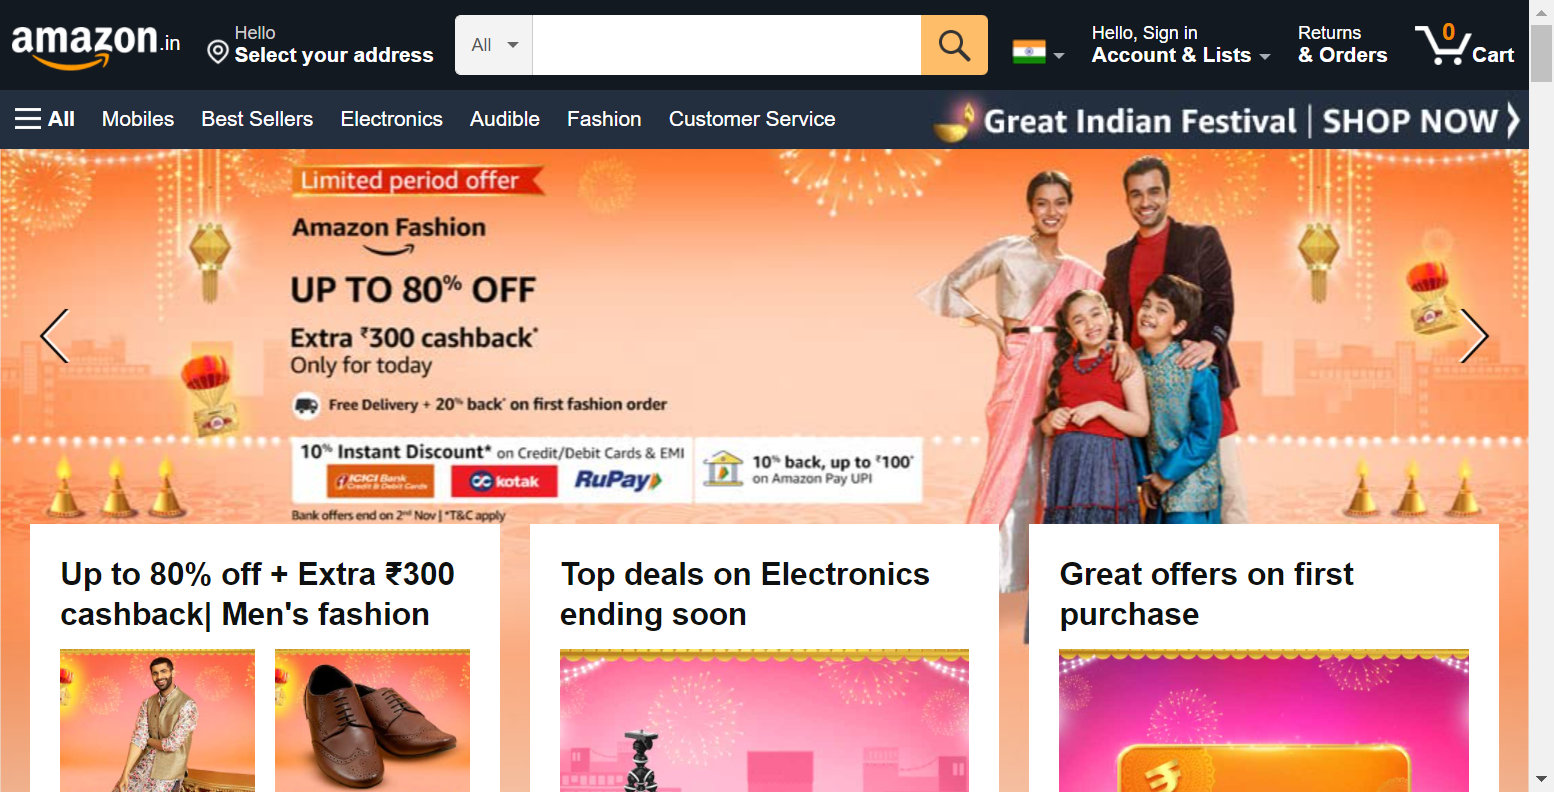 amazon.in
Hello
Select your address
All
Hello, Sign in
Account & Lists
Returns
& Orders
0
Cart
All
Mobiles
Best Sellers
Electronics
Audible
Fashion
Customer Service
Great Indian Festival | SHOP NOW
Limited period offer
Amazon Fashion
UP TO 80% OFF
Extra ₹300 cashback*
Only for today
Free Delivery + 20% back* on first fashion order
10% Instant Discount* on Credit/Debit Cards & EMI
ICICI Bank
Credit & Debit Cards
kotak
RuPay
10% back, up to ₹100*
on Amazon Pay UPI
Bank offers end on 2nd Nov | *T&C apply
Up to 80% off + Extra ₹300
cashback| Men's fashion
Top deals on Electronics
ending soon
Great offers on first
purchase
₹